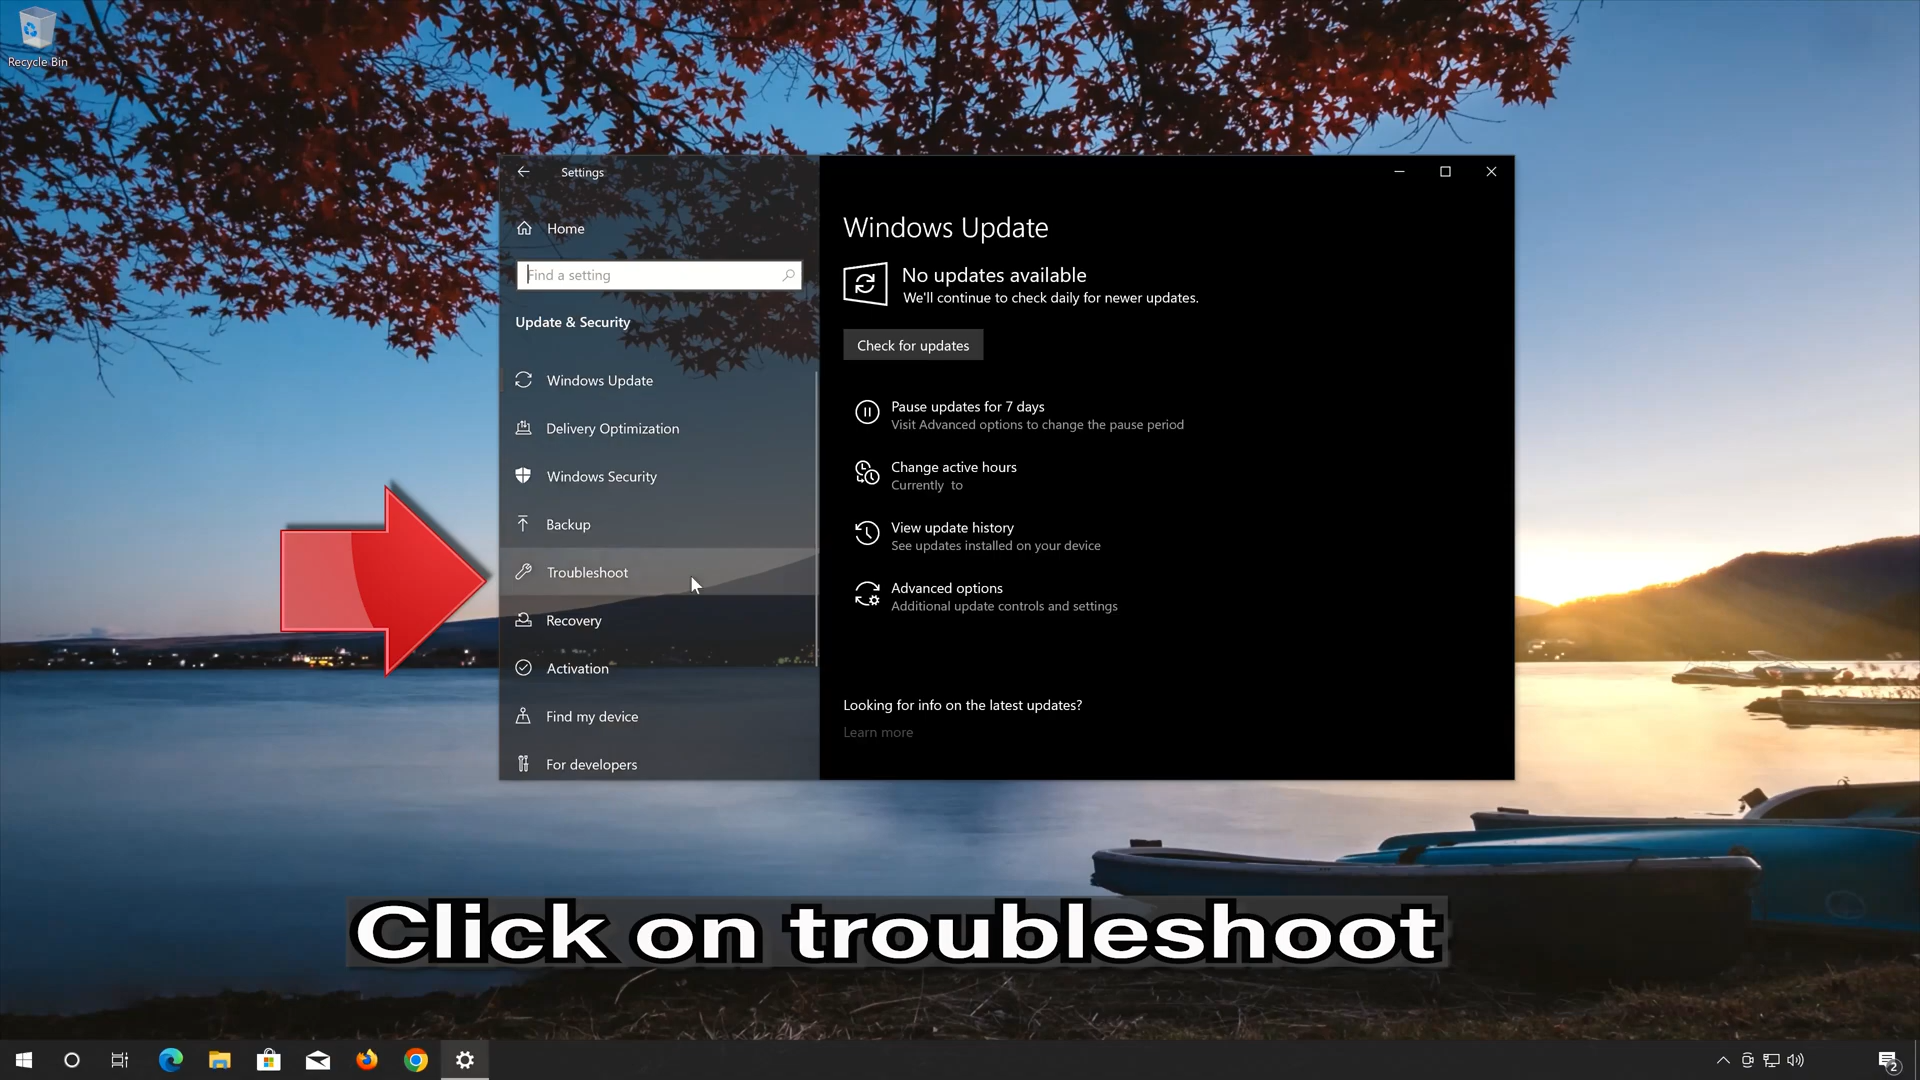 Recycle Bin
Settings
Home
Find a setting
Update & Security
Windows Update
Delivery Optimization
Windows Security
Backup
Troubleshoot
Recovery
Activation
Find my device
For developers
Windows Update
No updates available
We'll continue to check daily for newer updates.
Check for updates
Pause updates for 7 days
Visit Advanced options to change the pause period
Change active hours
Currently to
View update history
See updates installed on your device
Advanced options
Additional update controls and settings
Looking for info on the latest updates?
Learn more
Click on troubleshoot
2